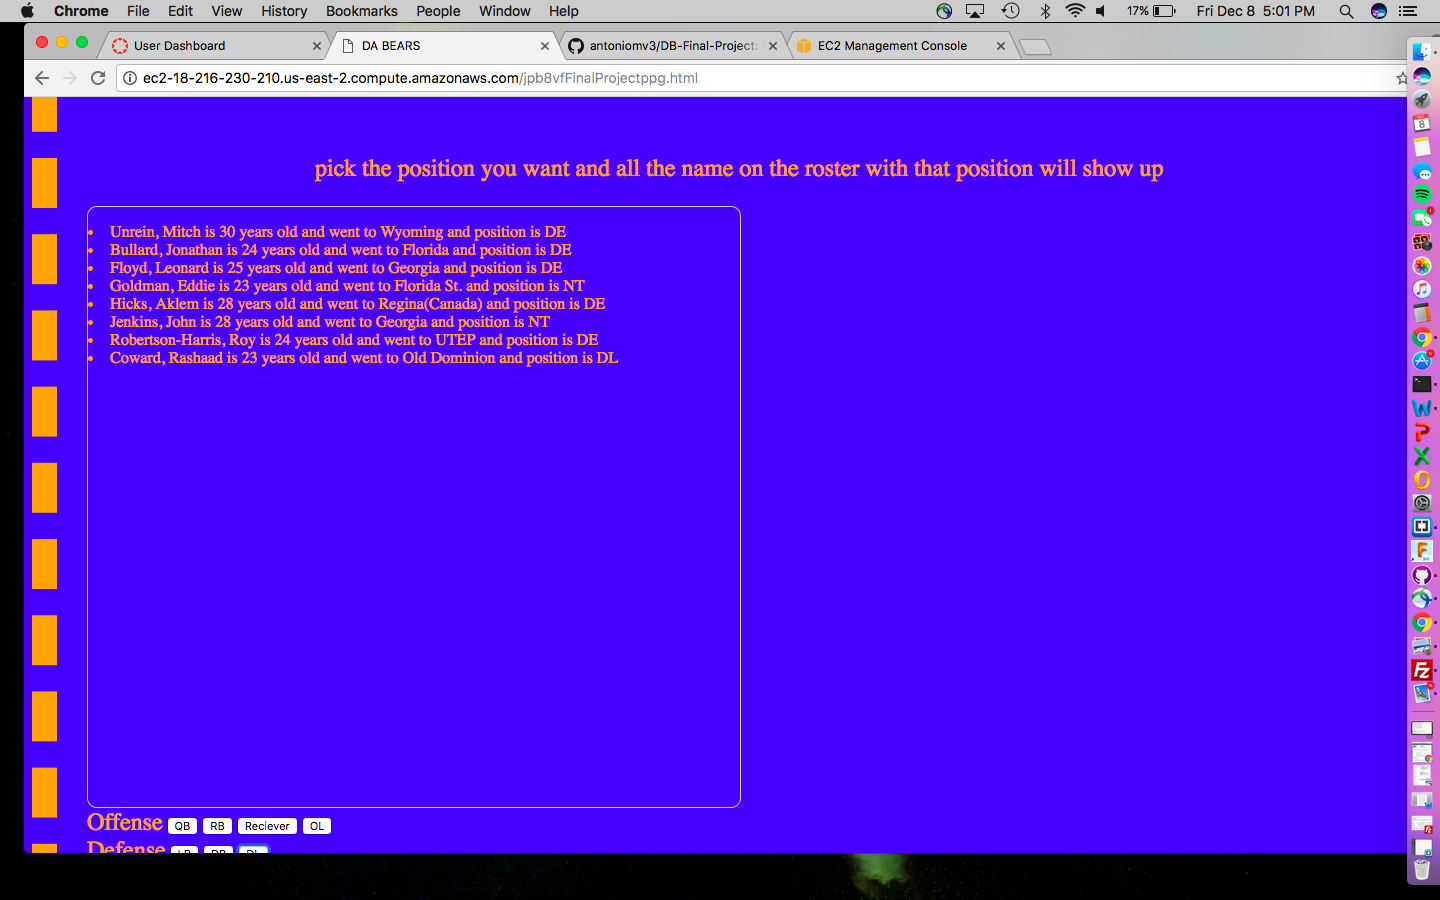 Chrome File Edit View History Bookmarks People Window Help 17% Fri Dec 8 5:01 PM
User Dashboard DA BEARS antoniomv3/DB-Final-Project: EC2 Management Console
ec2-18-216-230-210.us-east-2.compute.amazonaws.com/jpb8vfFinalProjectppg.html
pick the position you want and all the name on the roster with that position will show up
Unrein, Mitch is 30 years old and went to Wyoming and position is DE
Bullard, Jonathan is 24 years old and went to Florida and position is DE
Floyd, Leonard is 25 years old and went to Georgia and position is DE
Goldman, Eddie is 23 years old and went to Florida St. and position is NT
Hicks, Aklem is 28 years old and went to Regina(Canada) and position is DE
Jenkins, John is 28 years old and went to Georgia and position is NT
Robertson-Harris, Roy is 24 years old and went to UTEP and position is DE
Coward, Rashaad is 23 years old and went to Old Dominion and position is DL
Offense QB RB Reciever OL
Defense LB DB DL